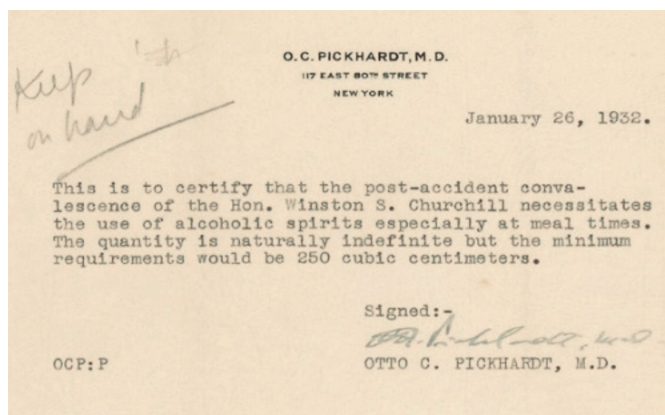 Keep
on hand
O. C. PICKHARDT, M. D.
117 EAST 80TH STREET
NEW YORK
January 26, 1932.
This is to certify that the post-accident conva-
lescence of the Hon. Winston S. Churchill necessitates
the use of alcoholic spirits especially at meal times.
The quantity is naturally indefinite but the minimum
requirements would be 250 cubic centimeters.
Signed:-
Pickhardt, M.D.
OCP:P
OTTO C. PICKHARDT, M.D.